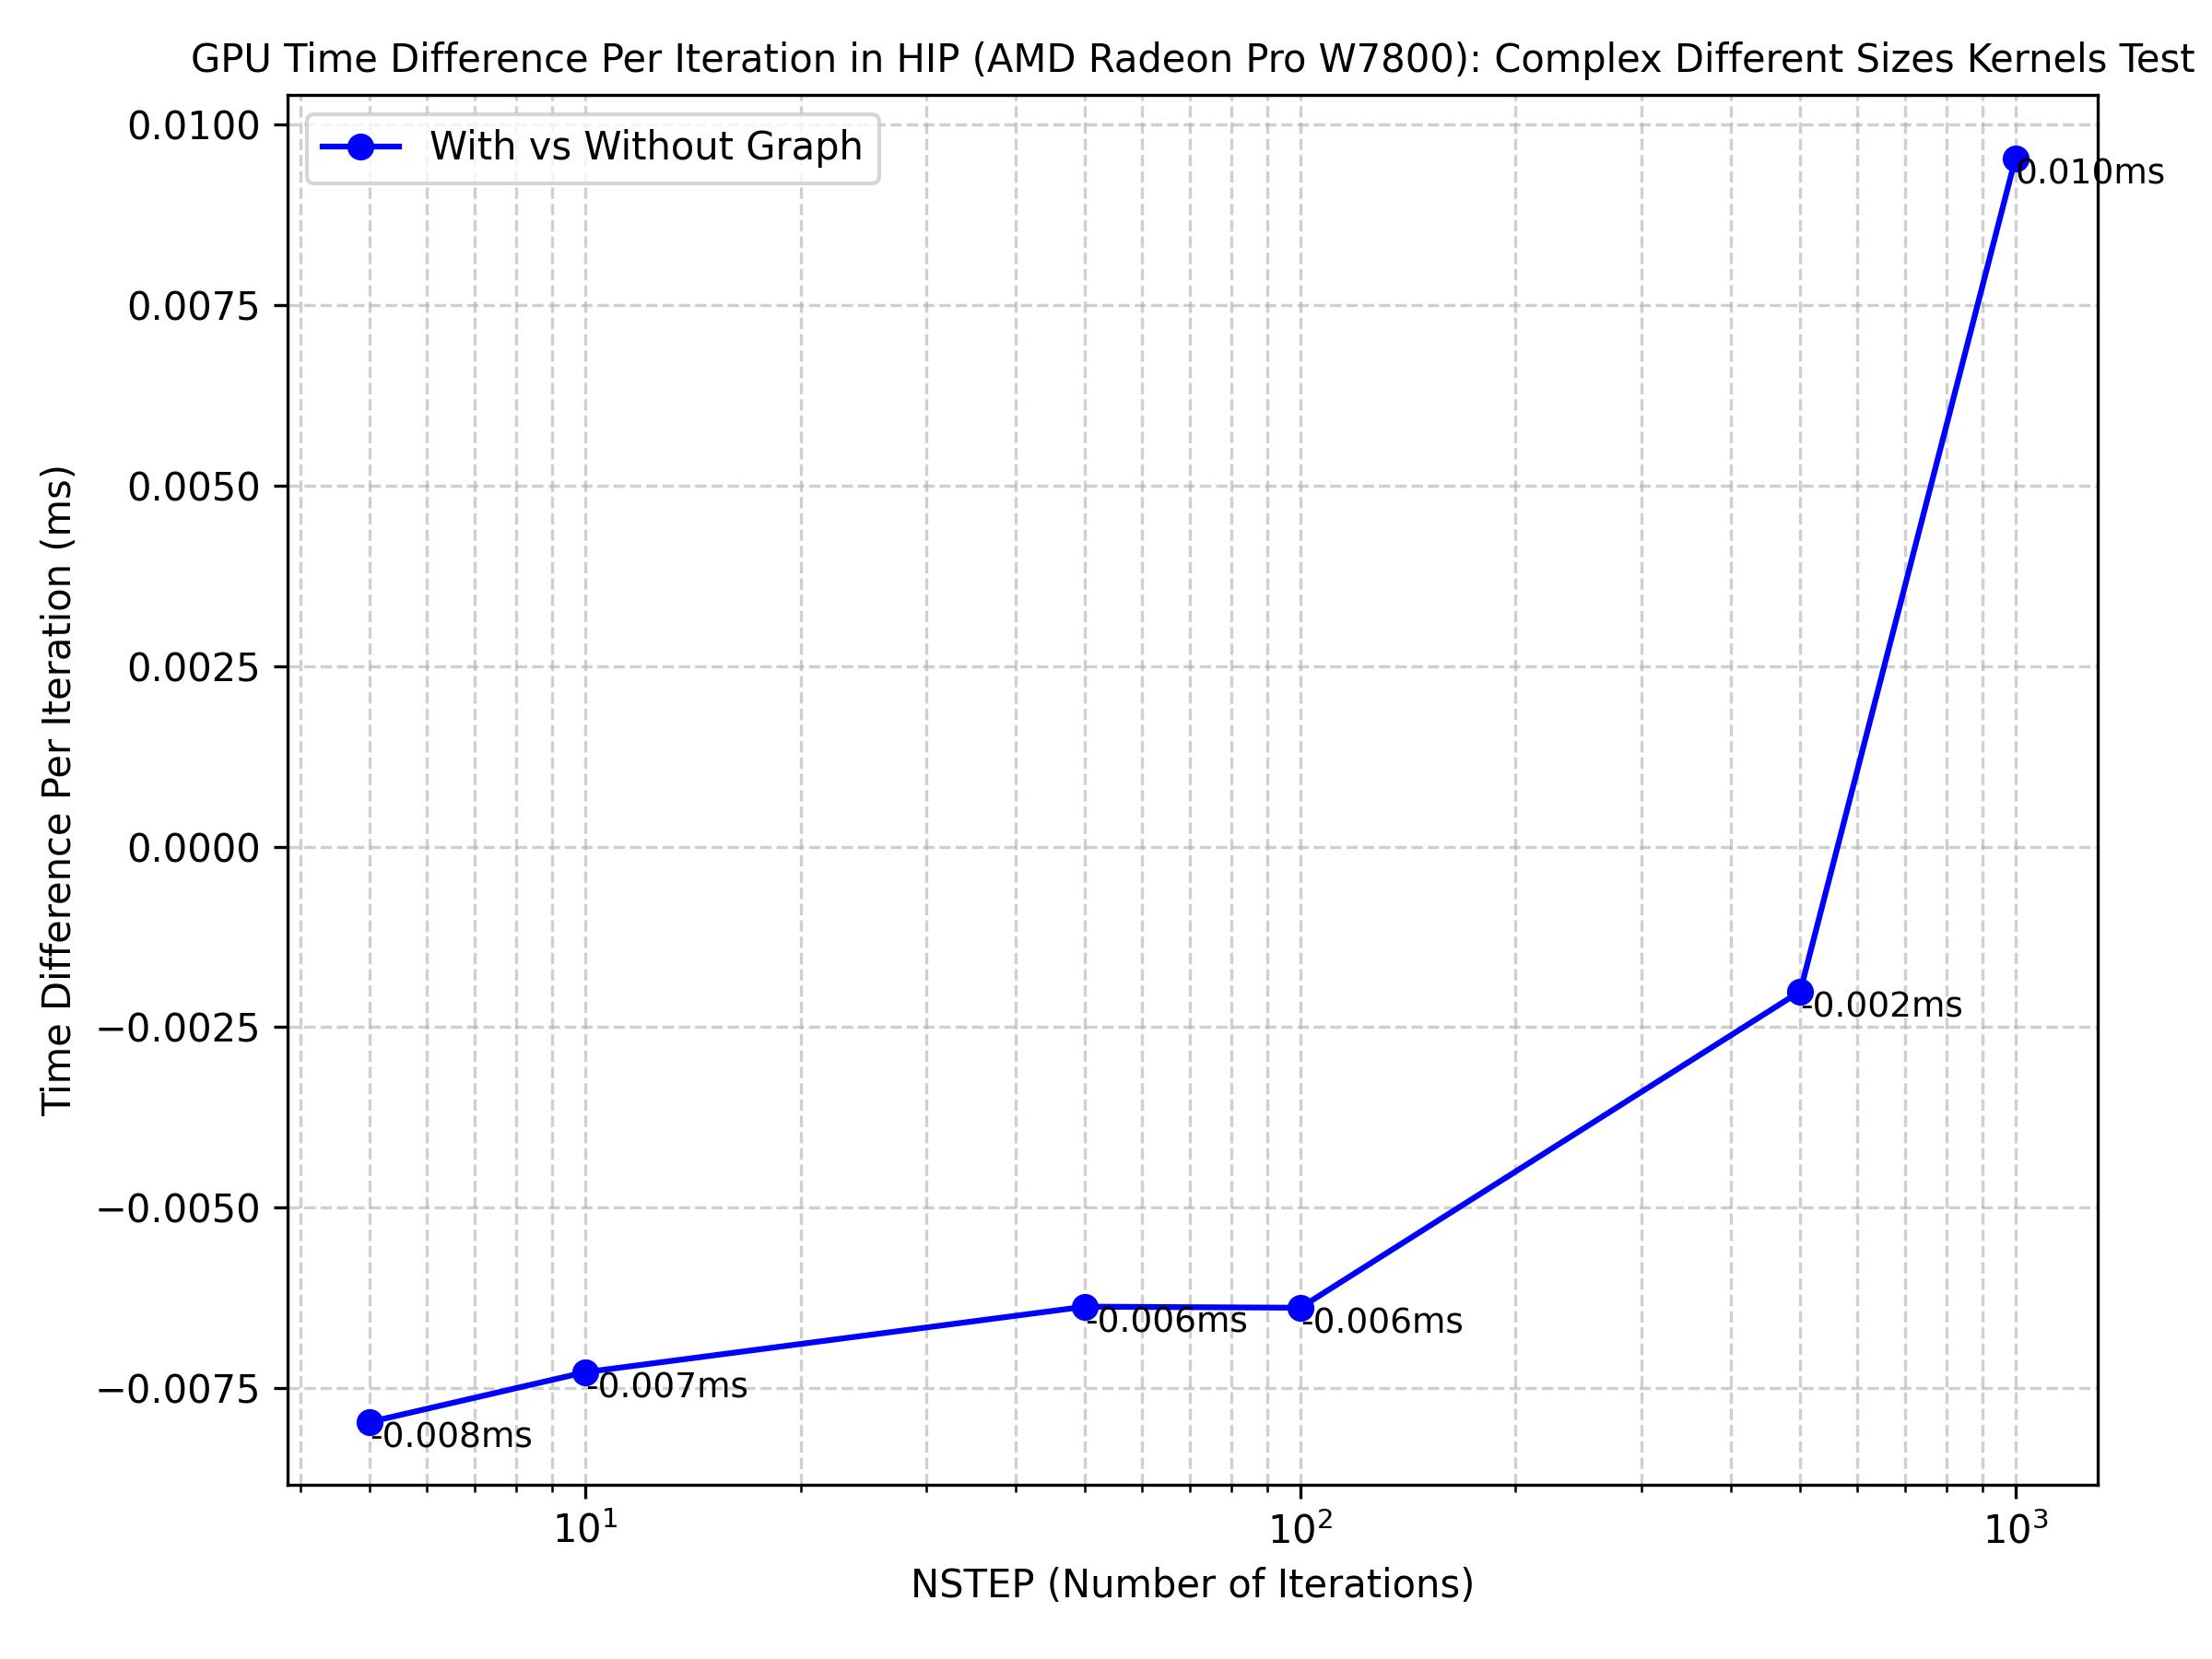 GPU Time Difference Per Iteration in HIP (AMD Radeon Pro W7800): Complex Different Sizes Kernels Test
With vs Without Graph
Time Difference Per Iteration (ms)
0.0100
0.0075
0.0050
0.0025
0.0000
−0.0025
−0.0050
−0.0075
-0.008ms
-0.007ms
-0.006ms
-0.006ms
-0.002ms
0.010ms
10¹
10²
10³
NSTEP (Number of Iterations)